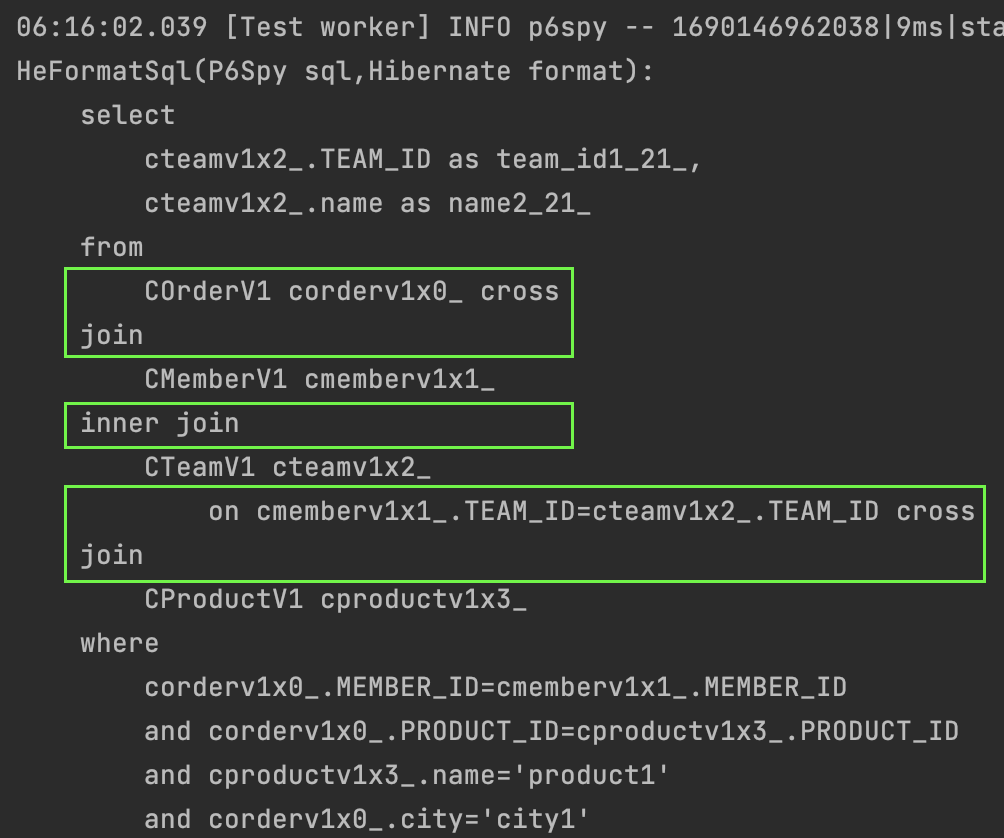 06:16:02.039 [Test worker] INFO p6spy -- 1690146962038|9ms|sta
HeFormatSql(P6Spy sql,Hibernate format):
select
cteamv1x2_.TEAM_ID as team_id1_21_,
cteamv1x2_.name as name2_21_
from
COrderV1 corderv1x0_ cross
join
CMemberV1 cmemberv1x1_
inner join
CTeamV1 cteamv1x2_
on cmemberv1x1_.TEAM_ID=cteamv1x2_.TEAM_ID cross
join
CProductV1 cproductv1x3_
where
corderv1x0_.MEMBER_ID=cmemberv1x1_.MEMBER_ID
and corderv1x0_.PRODUCT_ID=cproductv1x3_.PRODUCT_ID
and cproductv1x3_.name='product1'
and corderv1x0_.city='city1'